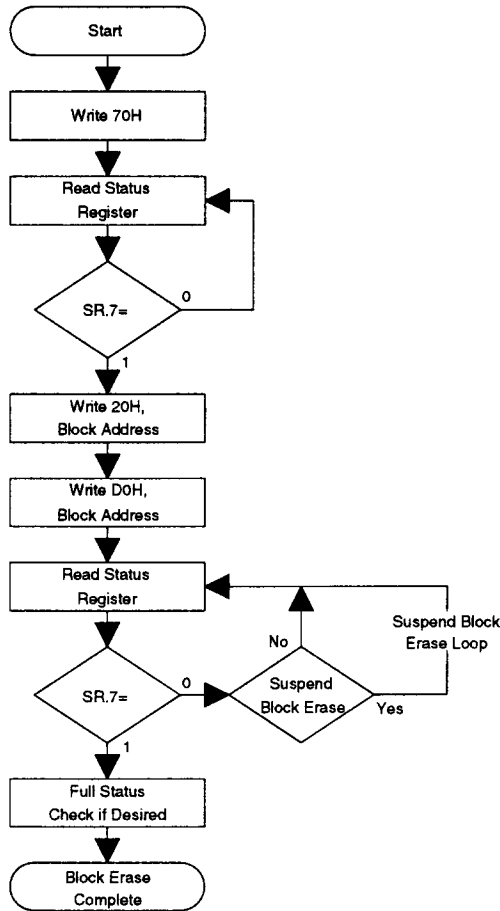 Start
Write 70H
Read Status
Register
0
SR.7=
1
Write 20H,
Block Address
Write D0H,
Block Address
Read Status
Register
Suspend Block
Erase Loop
No
0
SR.7=
Suspend
Block Erase
Yes
1
Full Status
Check if Desired
Block Erase
Complete